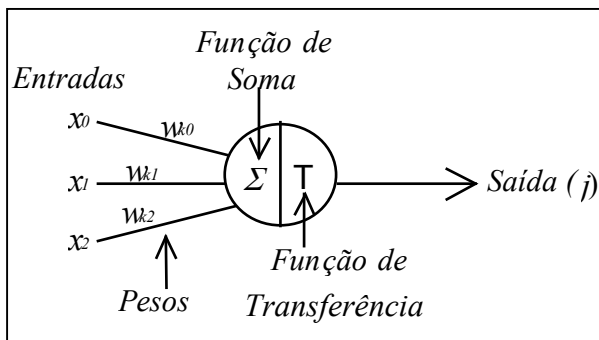 Função de
Soma
Entradas
x0
wk0
x1
wk1
Σ
T
Saída (j)
x2
wk2
Pesos
Função de
Transferência